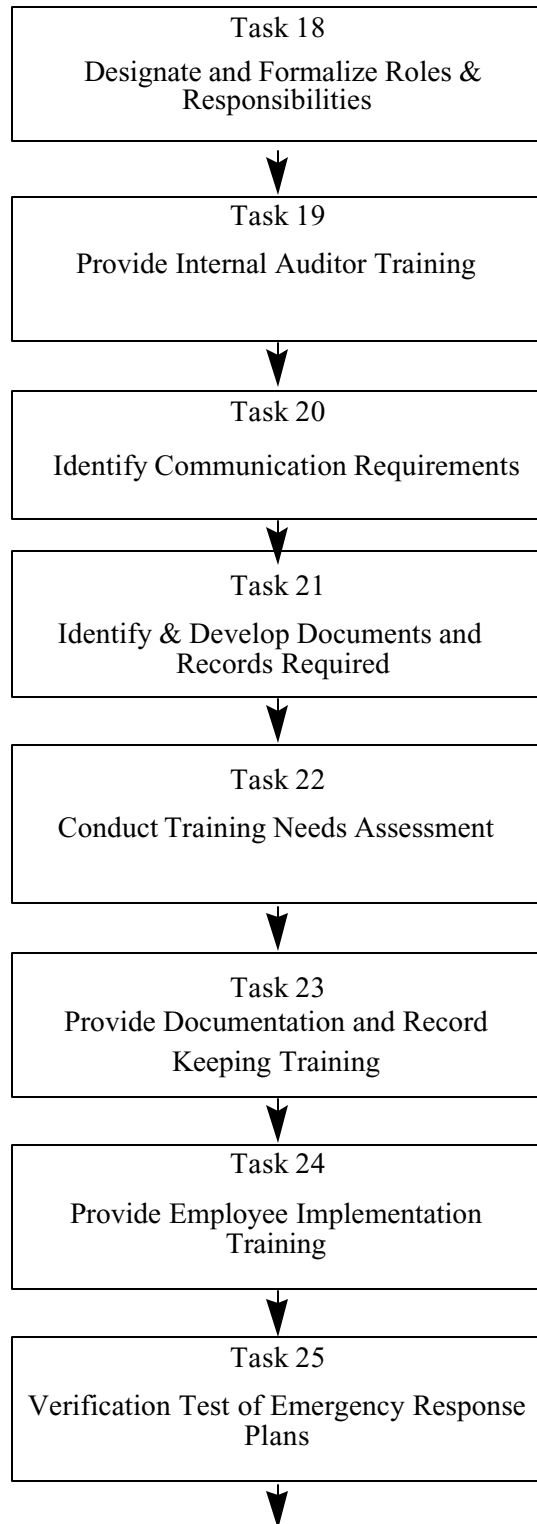 Task 18
Designate and Formalize Roles &
Responsibilities
Task 19
Provide Internal Auditor Training
Task 20
Identify Communication Requirements
Task 21
Identify & Develop Documents and
Records Required
Task 22
Conduct Training Needs Assessment
Task 23
Provide Documentation and Record
Keeping Training
Task 24
Provide Employee Implementation
Training
Task 25
Verification Test of Emergency Response
Plans